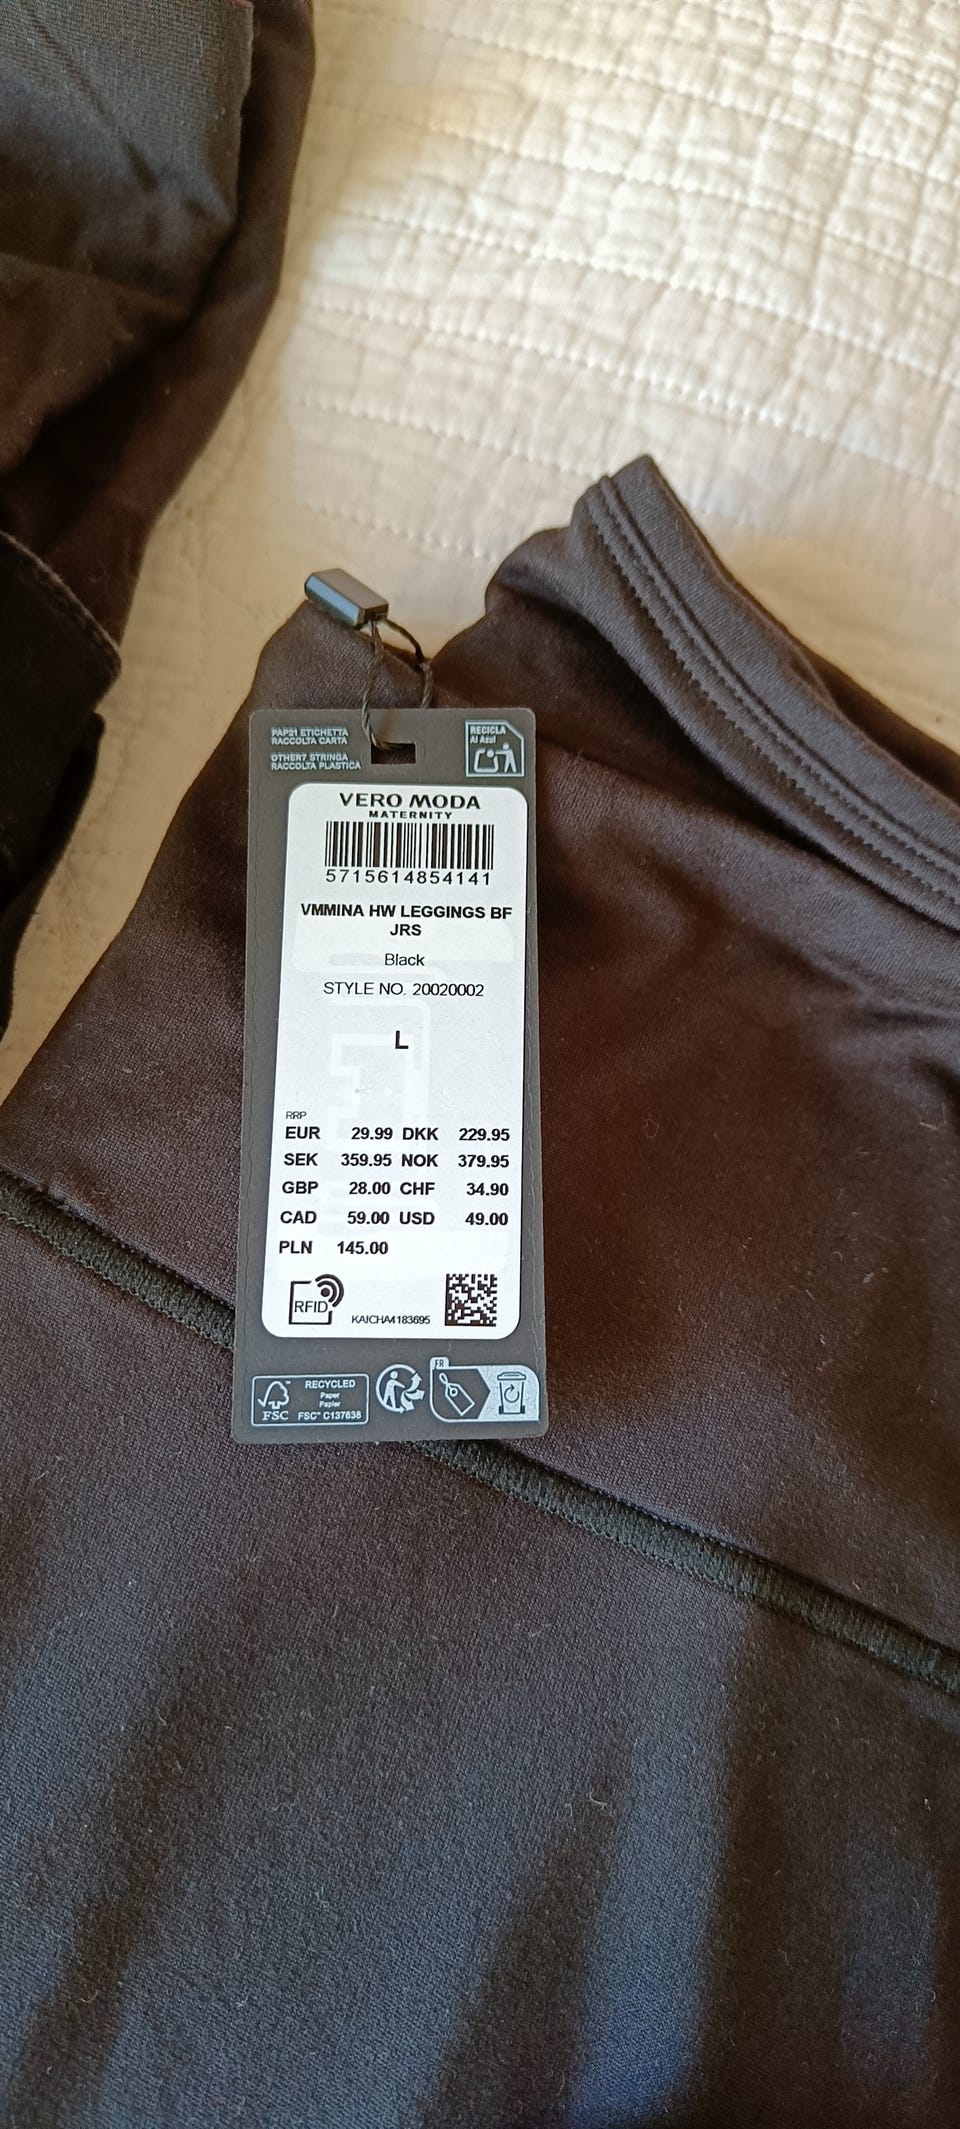 PAP21 ETICHETTA
RACCOLTA CARTA
OTHER7 STRINGA
RACCOLTA PLASTICA
RECICLA
Al Azul
VERO MODA
MATERNITY
5715614854141
VMMINA HW LEGGINGS BF
JRS
Black
STYLE NO. 20020002
L
RRP
EUR 29.99 DKK 229.95
SEK 359.95 NOK 379.95
GBP 28.00 CHF 34.90
CAD 59.00 USD 49.00
PLN 145.00
RFID
KAICHA4183695
FR
RECYCLED
Paper
Papier
FSC™ C137638
FSC